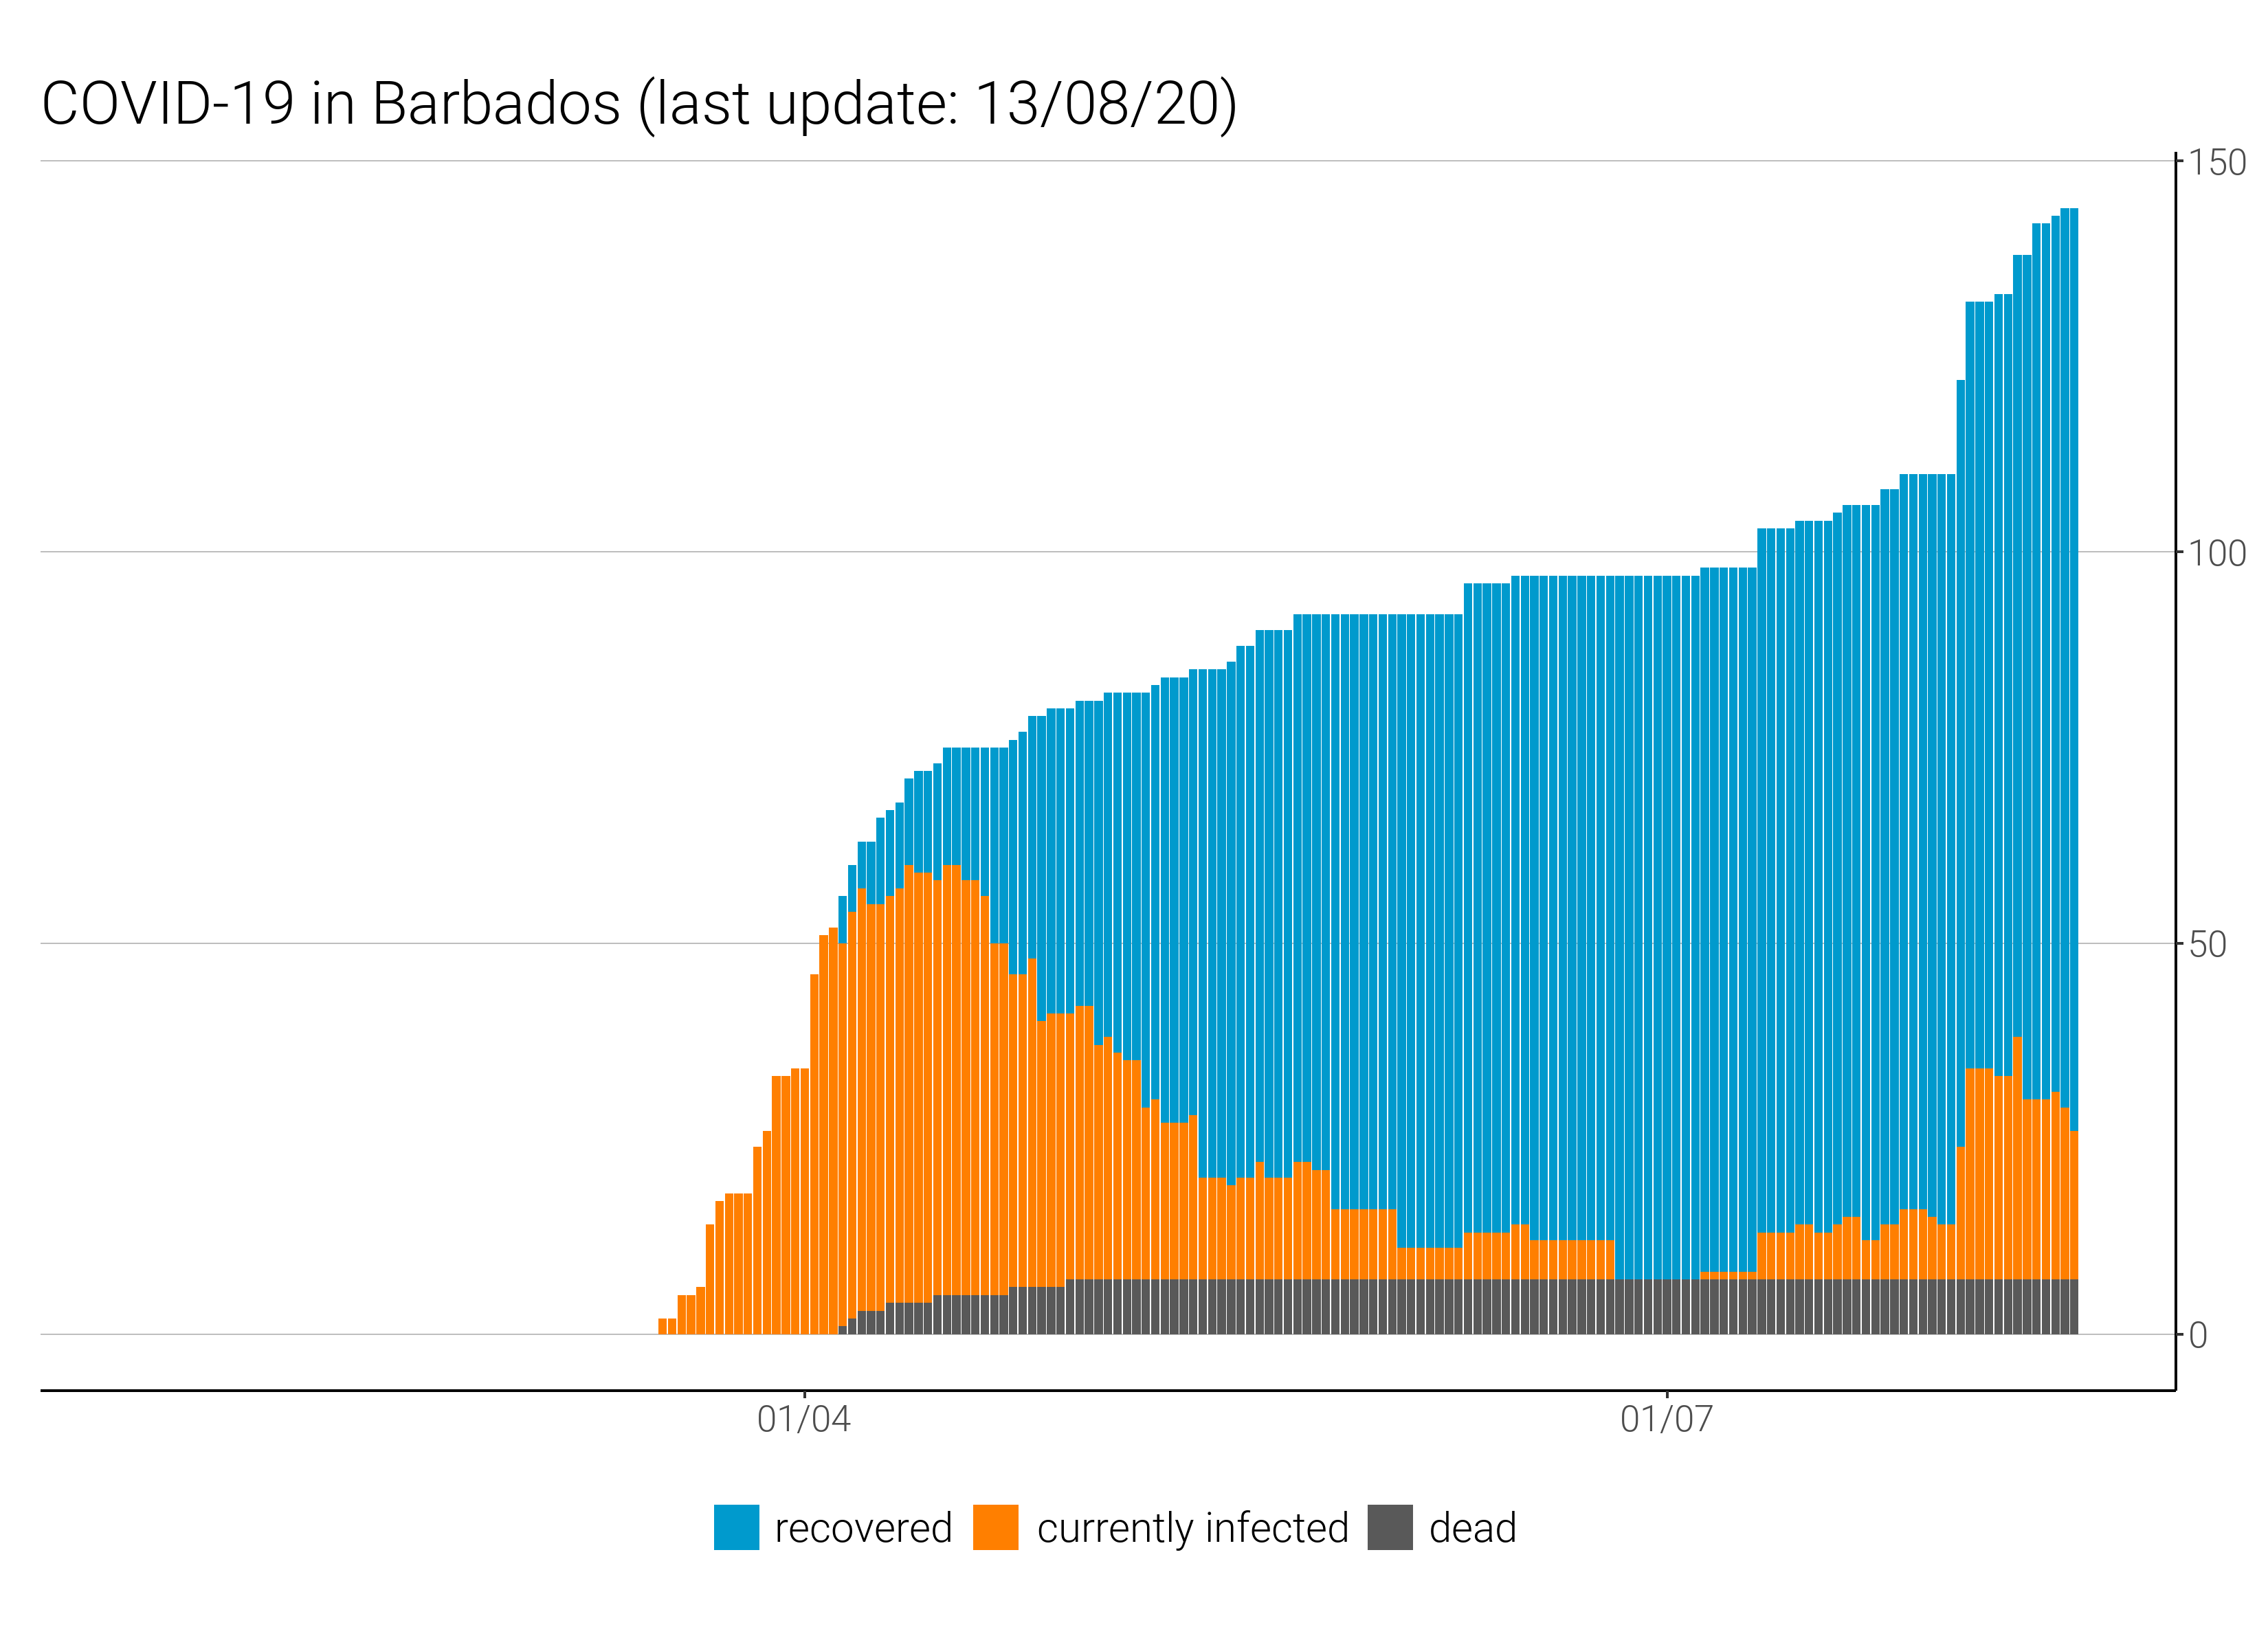 COVID-19 in Barbados (last update: 13/08/20)
150
100
50
0
01/04 01/07
recovered currently infected dead